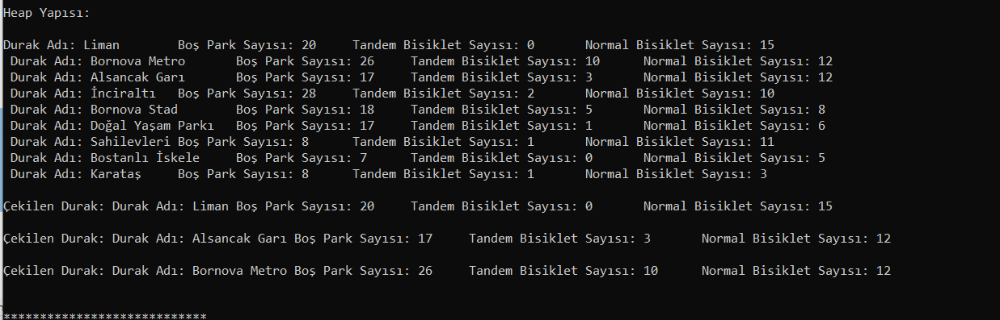 Heap Yapısı:
Durak Adı: Liman Boş Park Sayısı: 20 Tandem Bisiklet Sayısı: 0 Normal Bisiklet Sayısı: 15
Durak Adı: Bornova Metro Boş Park Sayısı: 26 Tandem Bisiklet Sayısı: 10 Normal Bisiklet Sayısı: 12
Durak Adı: Alsancak Garı Boş Park Sayısı: 17 Tandem Bisiklet Sayısı: 3 Normal Bisiklet Sayısı: 12
Durak Adı: İnciraltı Boş Park Sayısı: 28 Tandem Bisiklet Sayısı: 2 Normal Bisiklet Sayısı: 10
Durak Adı: Bornova Stad Boş Park Sayısı: 18 Tandem Bisiklet Sayısı: 5 Normal Bisiklet Sayısı: 8
Durak Adı: Doğal Yaşam Parkı Boş Park Sayısı: 17 Tandem Bisiklet Sayısı: 1 Normal Bisiklet Sayısı: 6
Durak Adı: Sahilevleri Boş Park Sayısı: 8 Tandem Bisiklet Sayısı: 1 Normal Bisiklet Sayısı: 11
Durak Adı: Bostanlı İskele Boş Park Sayısı: 7 Tandem Bisiklet Sayısı: 0 Normal Bisiklet Sayısı: 5
Durak Adı: Karataş Boş Park Sayısı: 8 Tandem Bisiklet Sayısı: 1 Normal Bisiklet Sayısı: 3
Çekilen Durak: Durak Adı: Liman Boş Park Sayısı: 20 Tandem Bisiklet Sayısı: 0 Normal Bisiklet Sayısı: 15
Çekilen Durak: Durak Adı: Alsancak Garı Boş Park Sayısı: 17 Tandem Bisiklet Sayısı: 3 Normal Bisiklet Sayısı: 12
Çekilen Durak: Durak Adı: Bornova Metro Boş Park Sayısı: 26 Tandem Bisiklet Sayısı: 10 Normal Bisiklet Sayısı: 12
****************************